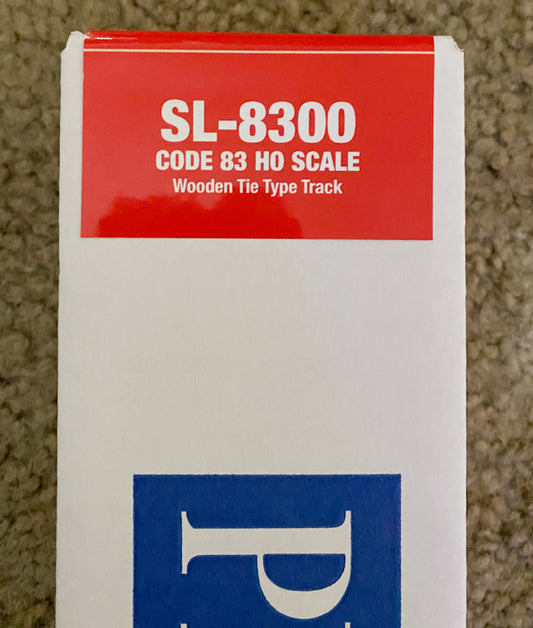 SL-8300
CODE 83 HO SCALE
Wooden Tie Type Track
P